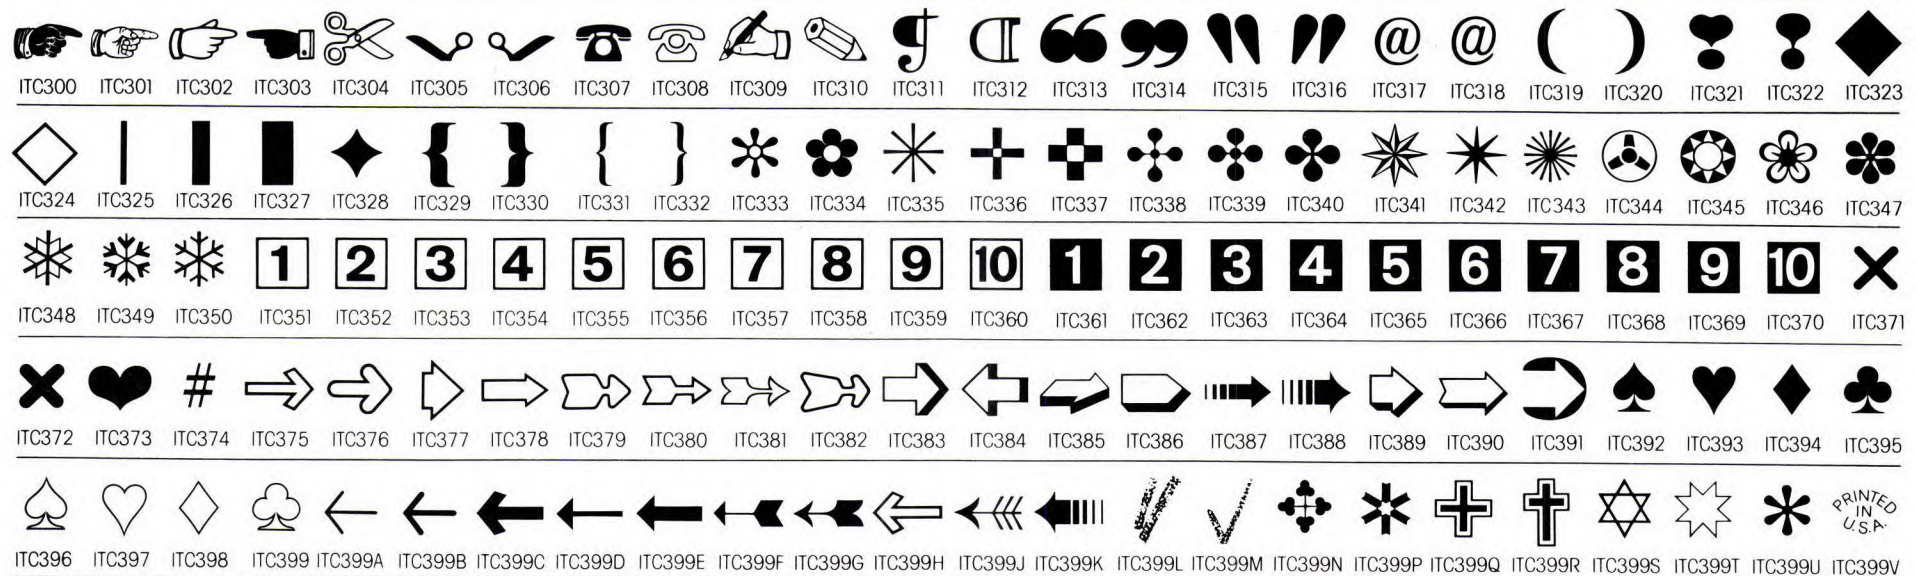 ITC300 ITC301 ITC302 ITC303 ITC304 ITC305 ITC306 ITC307 ITC308 ITC309 ITC310 ITC311 ITC312 ITC313 ITC314 ITC315 ITC316 ITC317 ITC318 ITC319 ITC320 ITC321 ITC322 ITC323
ITC324 ITC325 ITC326 ITC327 ITC328 ITC329 ITC330 ITC331 ITC332 ITC333 ITC334 ITC335 ITC336 ITC337 ITC338 ITC339 ITC340 ITC341 ITC342 ITC343 ITC344 ITC345 ITC346 ITC347
1 2 3 4 5 6 7 8 9 10 1 2 3 4 5 6 7 8 9 10
ITC348 ITC349 ITC350 ITC351 ITC352 ITC353 ITC354 ITC355 ITC356 ITC357 ITC358 ITC359 ITC360 ITC361 ITC362 ITC363 ITC364 ITC365 ITC366 ITC367 ITC368 ITC369 ITC370 ITC371
#
ITC372 ITC373 ITC374 ITC375 ITC376 ITC377 ITC378 ITC379 ITC380 ITC381 ITC382 ITC383 ITC384 ITC385 ITC386 ITC387 ITC388 ITC389 ITC390 ITC391 ITC392 ITC393 ITC394 ITC395
PRINTED
IN
U.S.A.
ITC396 ITC397 ITC398 ITC399 ITC399A ITC399B ITC399C ITC399D ITC399E ITC399F ITC399G ITC399H ITC399J ITC399K ITC399L ITC399M ITC399N ITC399P ITC399Q ITC399R ITC399S ITC399T ITC399U ITC399V